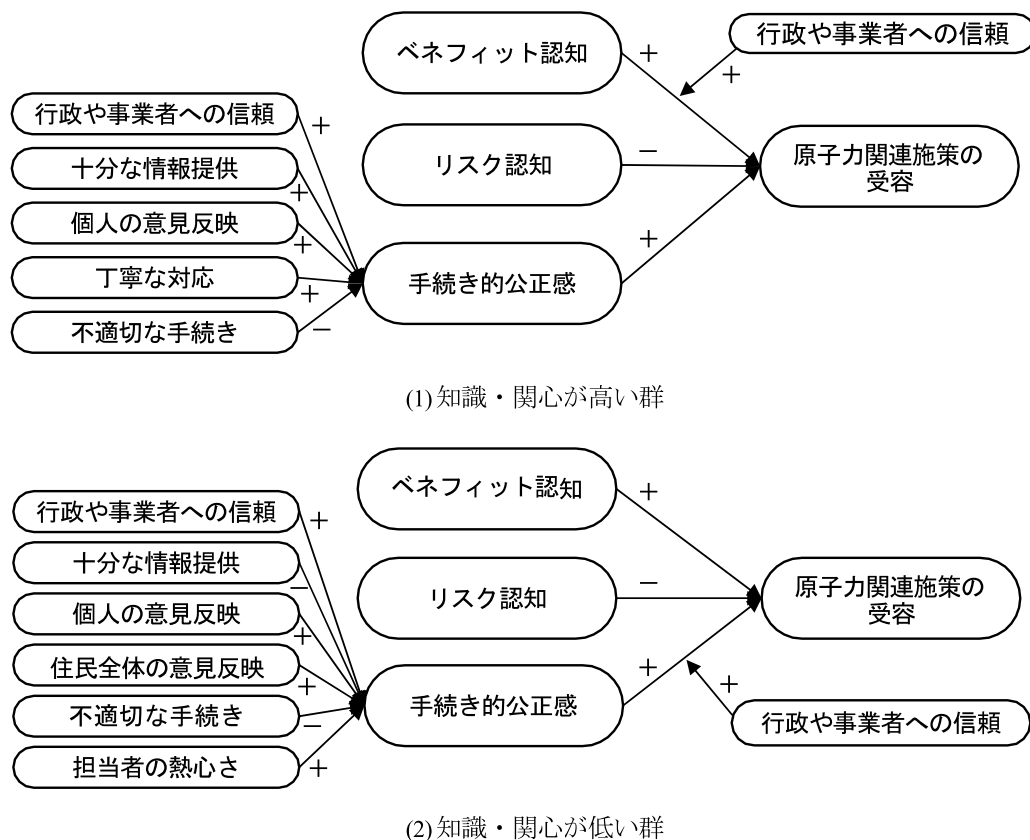 ベネフィット認知
+
行政や事業者への信頼
+
行政や事業者への信頼
+
十分な情報提供
+
リスク認知
−
原子力関連施策の
受容
個人の意見反映
+
丁寧な対応
+
手続き的公正感
+
不適切な手続き
−
(1) 知識・関心が高い群
ベネフィット認知
+
行政や事業者への信頼
+
十分な情報提供
−
リスク認知
−
原子力関連施策の
受容
個人の意見反映
+
住民全体の意見反映
+
手続き的公正感
+
+
行政や事業者への信頼
不適切な手続き
−
担当者の熱心さ
+
(2) 知識・関心が低い群